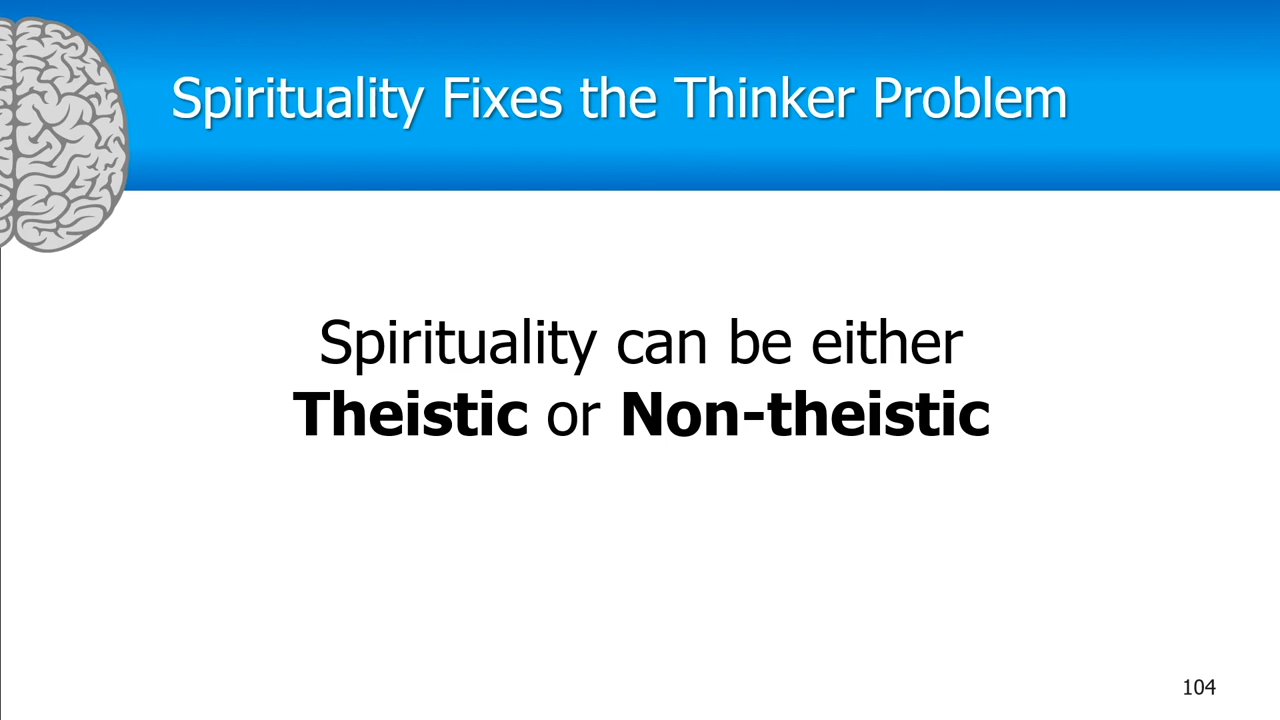 Spirituality Fixes the Thinker Problem
Spirituality can be either
Theistic or Non-theistic
104